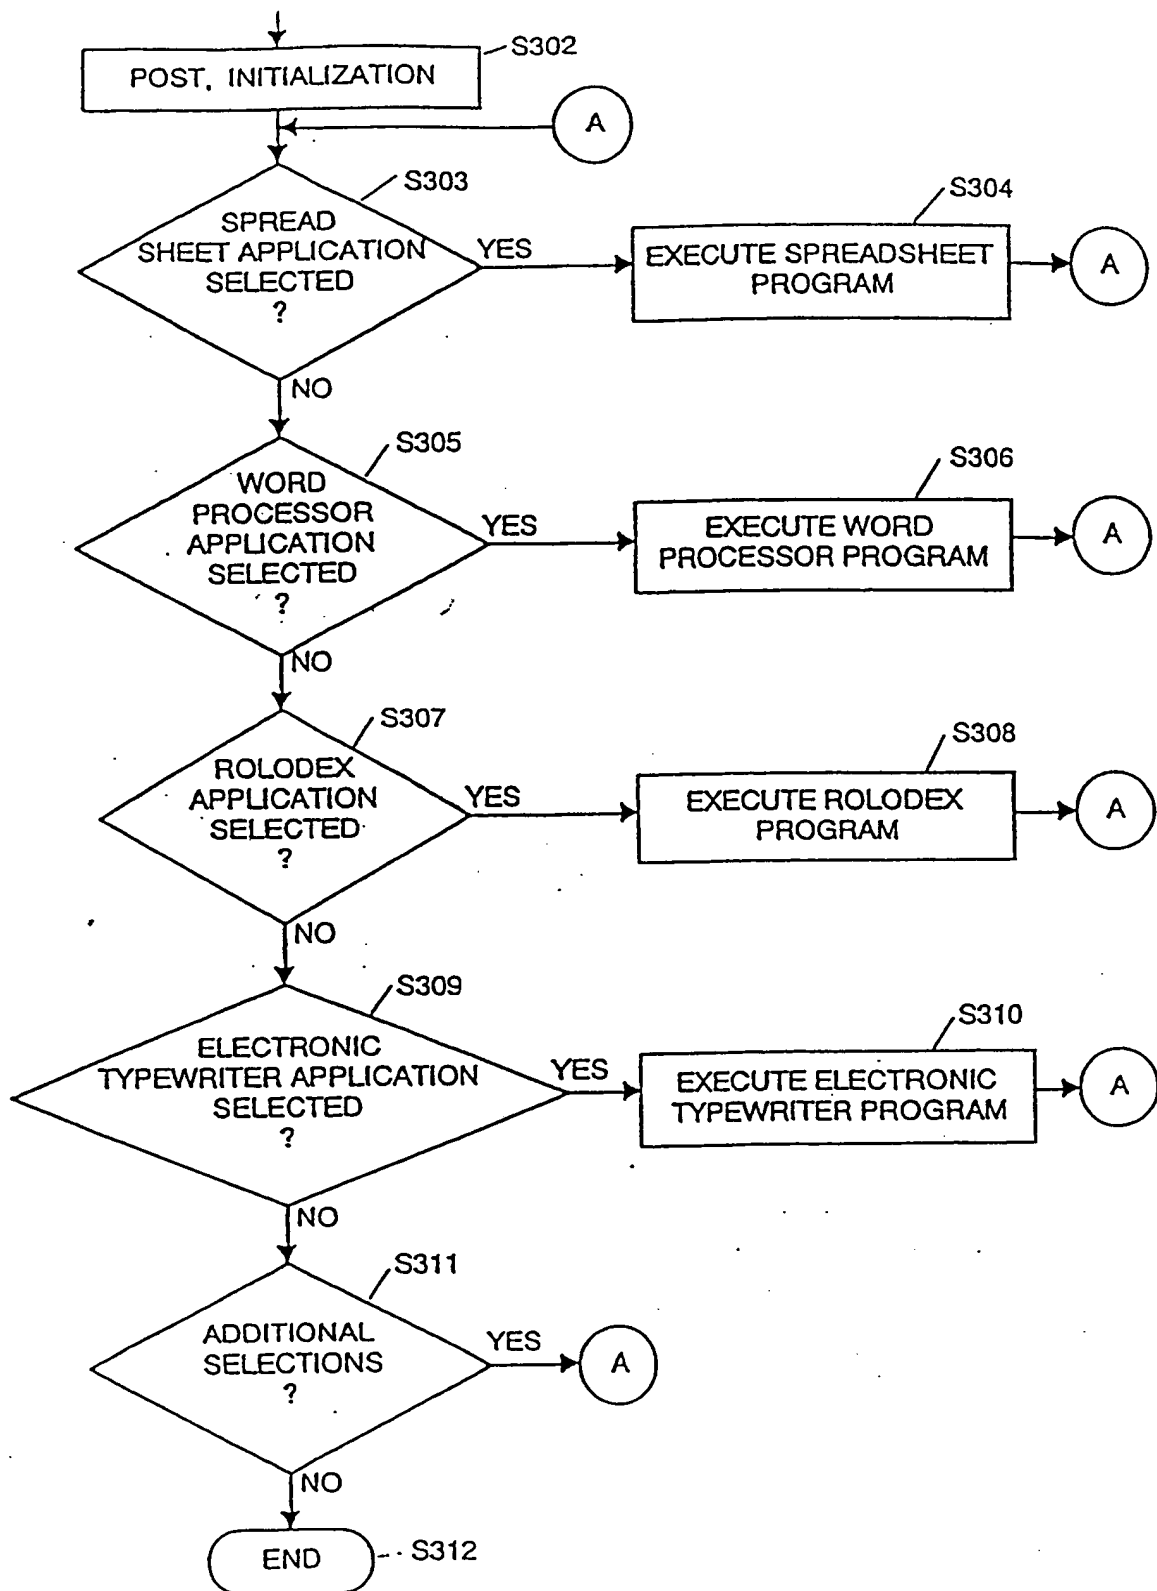 S302
POST, INITIALIZATION
A
S303
SPREAD
SHEET APPLICATION
SELECTED
?
YES
S304
EXECUTE SPREADSHEET
PROGRAM
A
NO
S305
WORD
PROCESSOR
APPLICATION
SELECTED
?
YES
S306
EXECUTE WORD
PROCESSOR PROGRAM
A
NO
S307
ROLODEX
APPLICATION
SELECTED
?
YES
S308
EXECUTE ROLODEX
PROGRAM
A
NO
S309
ELECTRONIC
TYPEWRITER APPLICATION
SELECTED
?
YES
S310
EXECUTE ELECTRONIC
TYPEWRITER PROGRAM
A
NO
S311
ADDITIONAL
SELECTIONS
?
YES
A
NO
END
S312